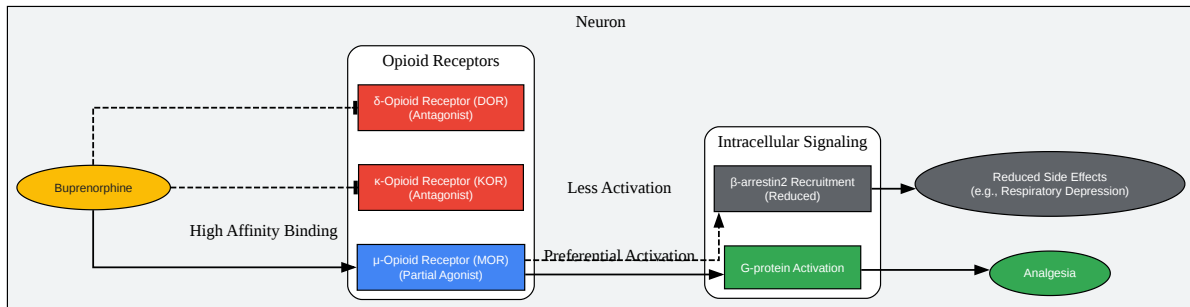 Neuron
Opioid Receptors
δ-Opioid Receptor (DOR)
(Antagonist)
Intracellular Signaling
Buprenorphine
κ-Opioid Receptor (KOR)
(Antagonist)
Less Activation
β-arrestin2 Recruitment
(Reduced)
Reduced Side Effects
(e.g., Respiratory Depression)
High Affinity Binding
μ-Opioid Receptor (MOR)
(Partial Agonist)
Preferential Activation
G-protein Activation
Analgesia